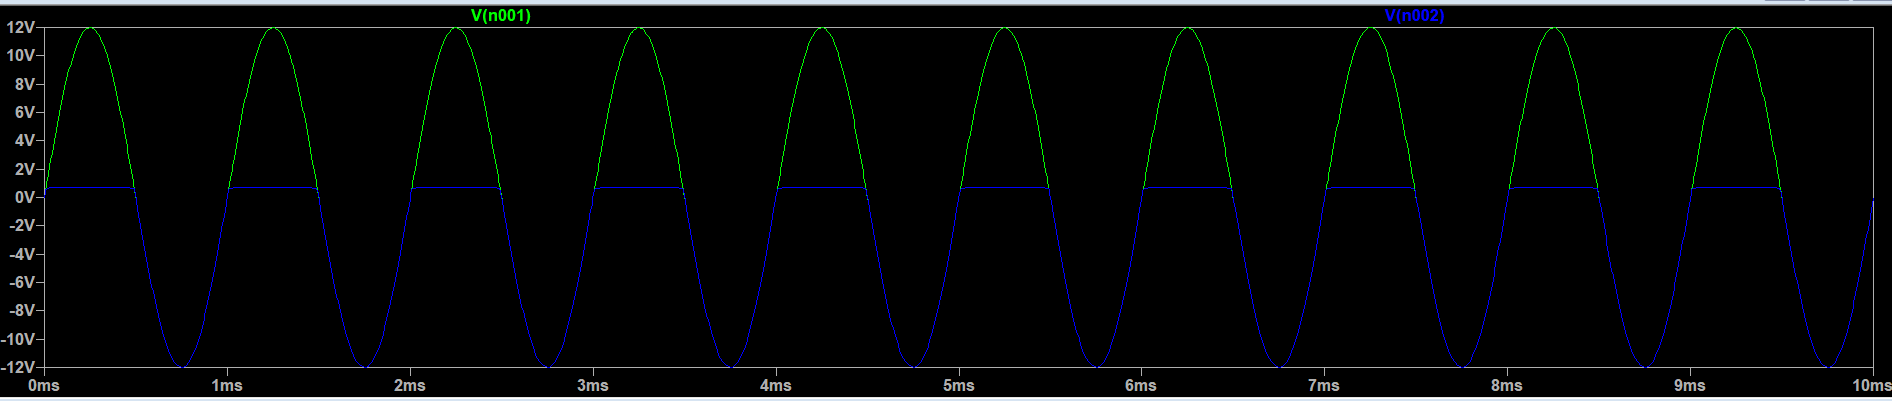 V(n001) V(n002)
12V
10V
8V
6V
4V
2V
0V
-2V
-4V
-6V
-8V
-10V
-12V
0ms 1ms 2ms 3ms 4ms 5ms 6ms 7ms 8ms 9ms 10ms